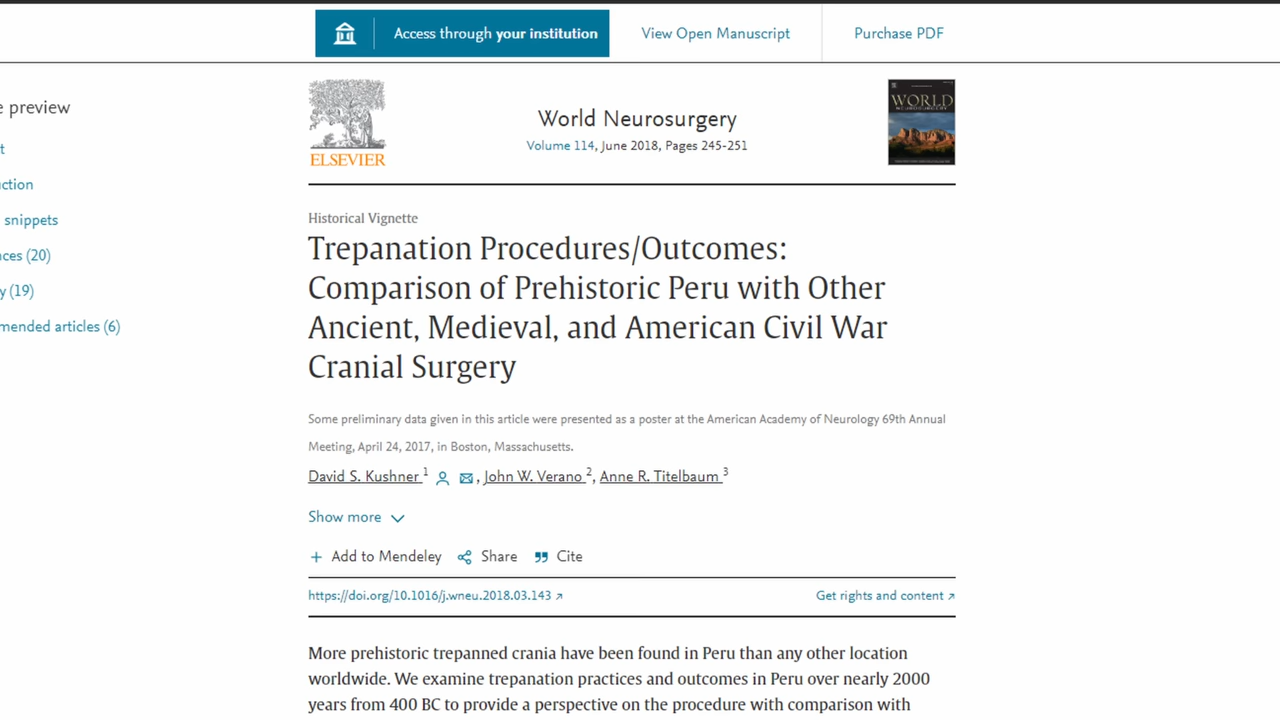 Access through your institution
View Open Manuscript
Purchase PDF
e preview
t
uction
snippets
nces (20)
y (19)
mended articles (6)
ELSEVIER
World Neurosurgery
Volume 114, June 2018, Pages 245-251
WORLD
NEUROSURGERY
Historical Vignette
Trepanation Procedures/Outcomes:
Comparison of Prehistoric Peru with Other
Ancient, Medieval, and American Civil War
Cranial Surgery
Some preliminary data given in this article were presented as a poster at the American Academy of Neurology 69th Annual
Meeting, April 24, 2017, in Boston, Massachusetts.
David S. Kushner 1 , John W. Verano 2, Anne R. Titelbaum 3
Show more
Add to Mendeley Share Cite
https://doi.org/10.1016/j.wneu.2018.03.143
Get rights and content
More prehistoric trepanned crania have been found in Peru than any other location
worldwide. We examine trepanation practices and outcomes in Peru over nearly 2000
years from 400 BC to provide a perspective on the procedure with comparison with